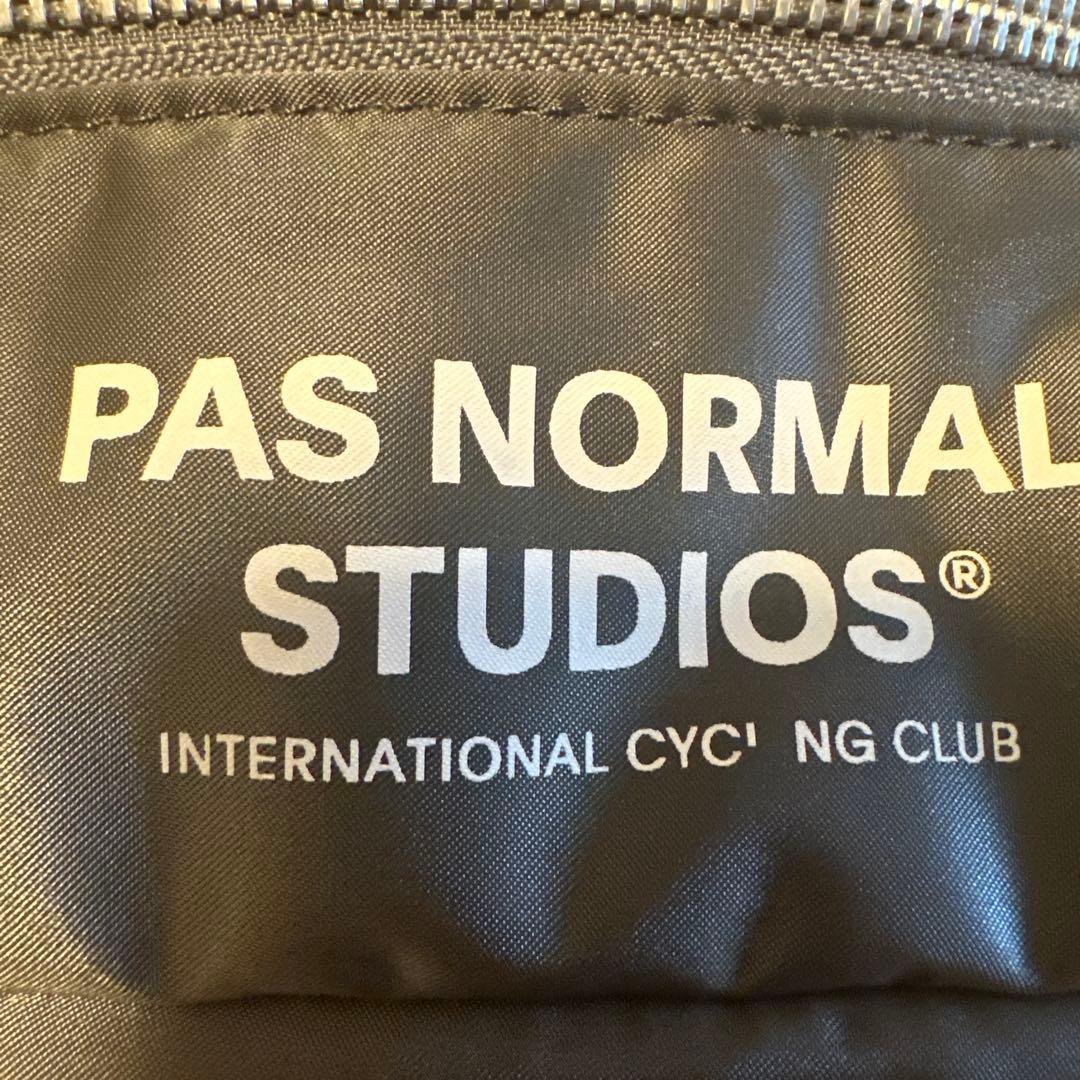 PAS NORMAL
STUDIOS®
INTERNATIONAL CYC' NG CLUB